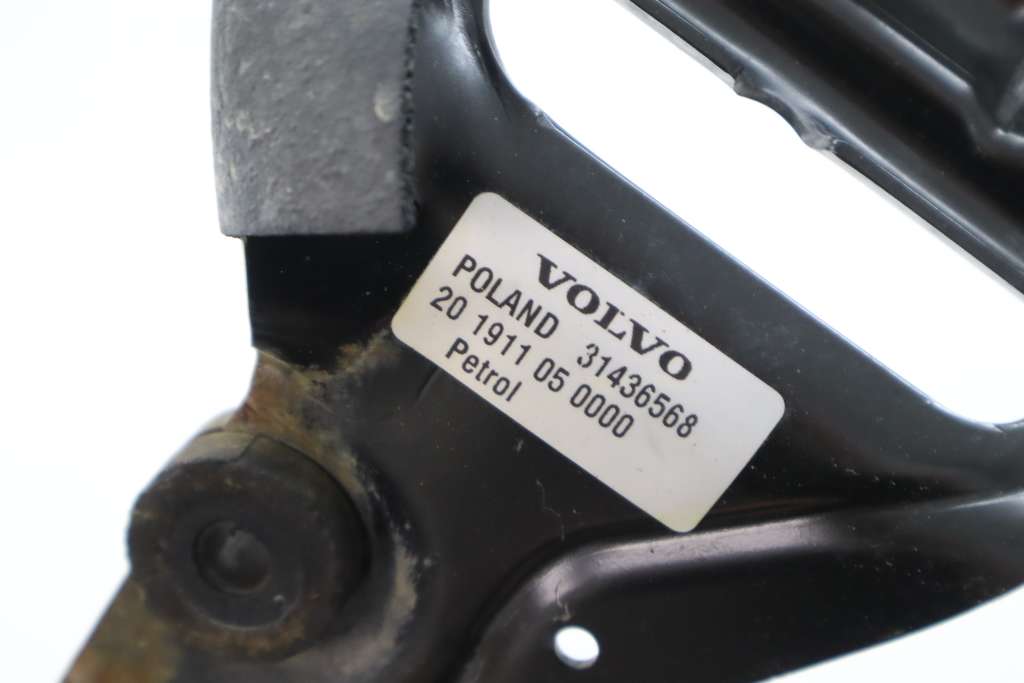 VOLVO
POLAND 31436568
20 1911 05 0000
Petrol